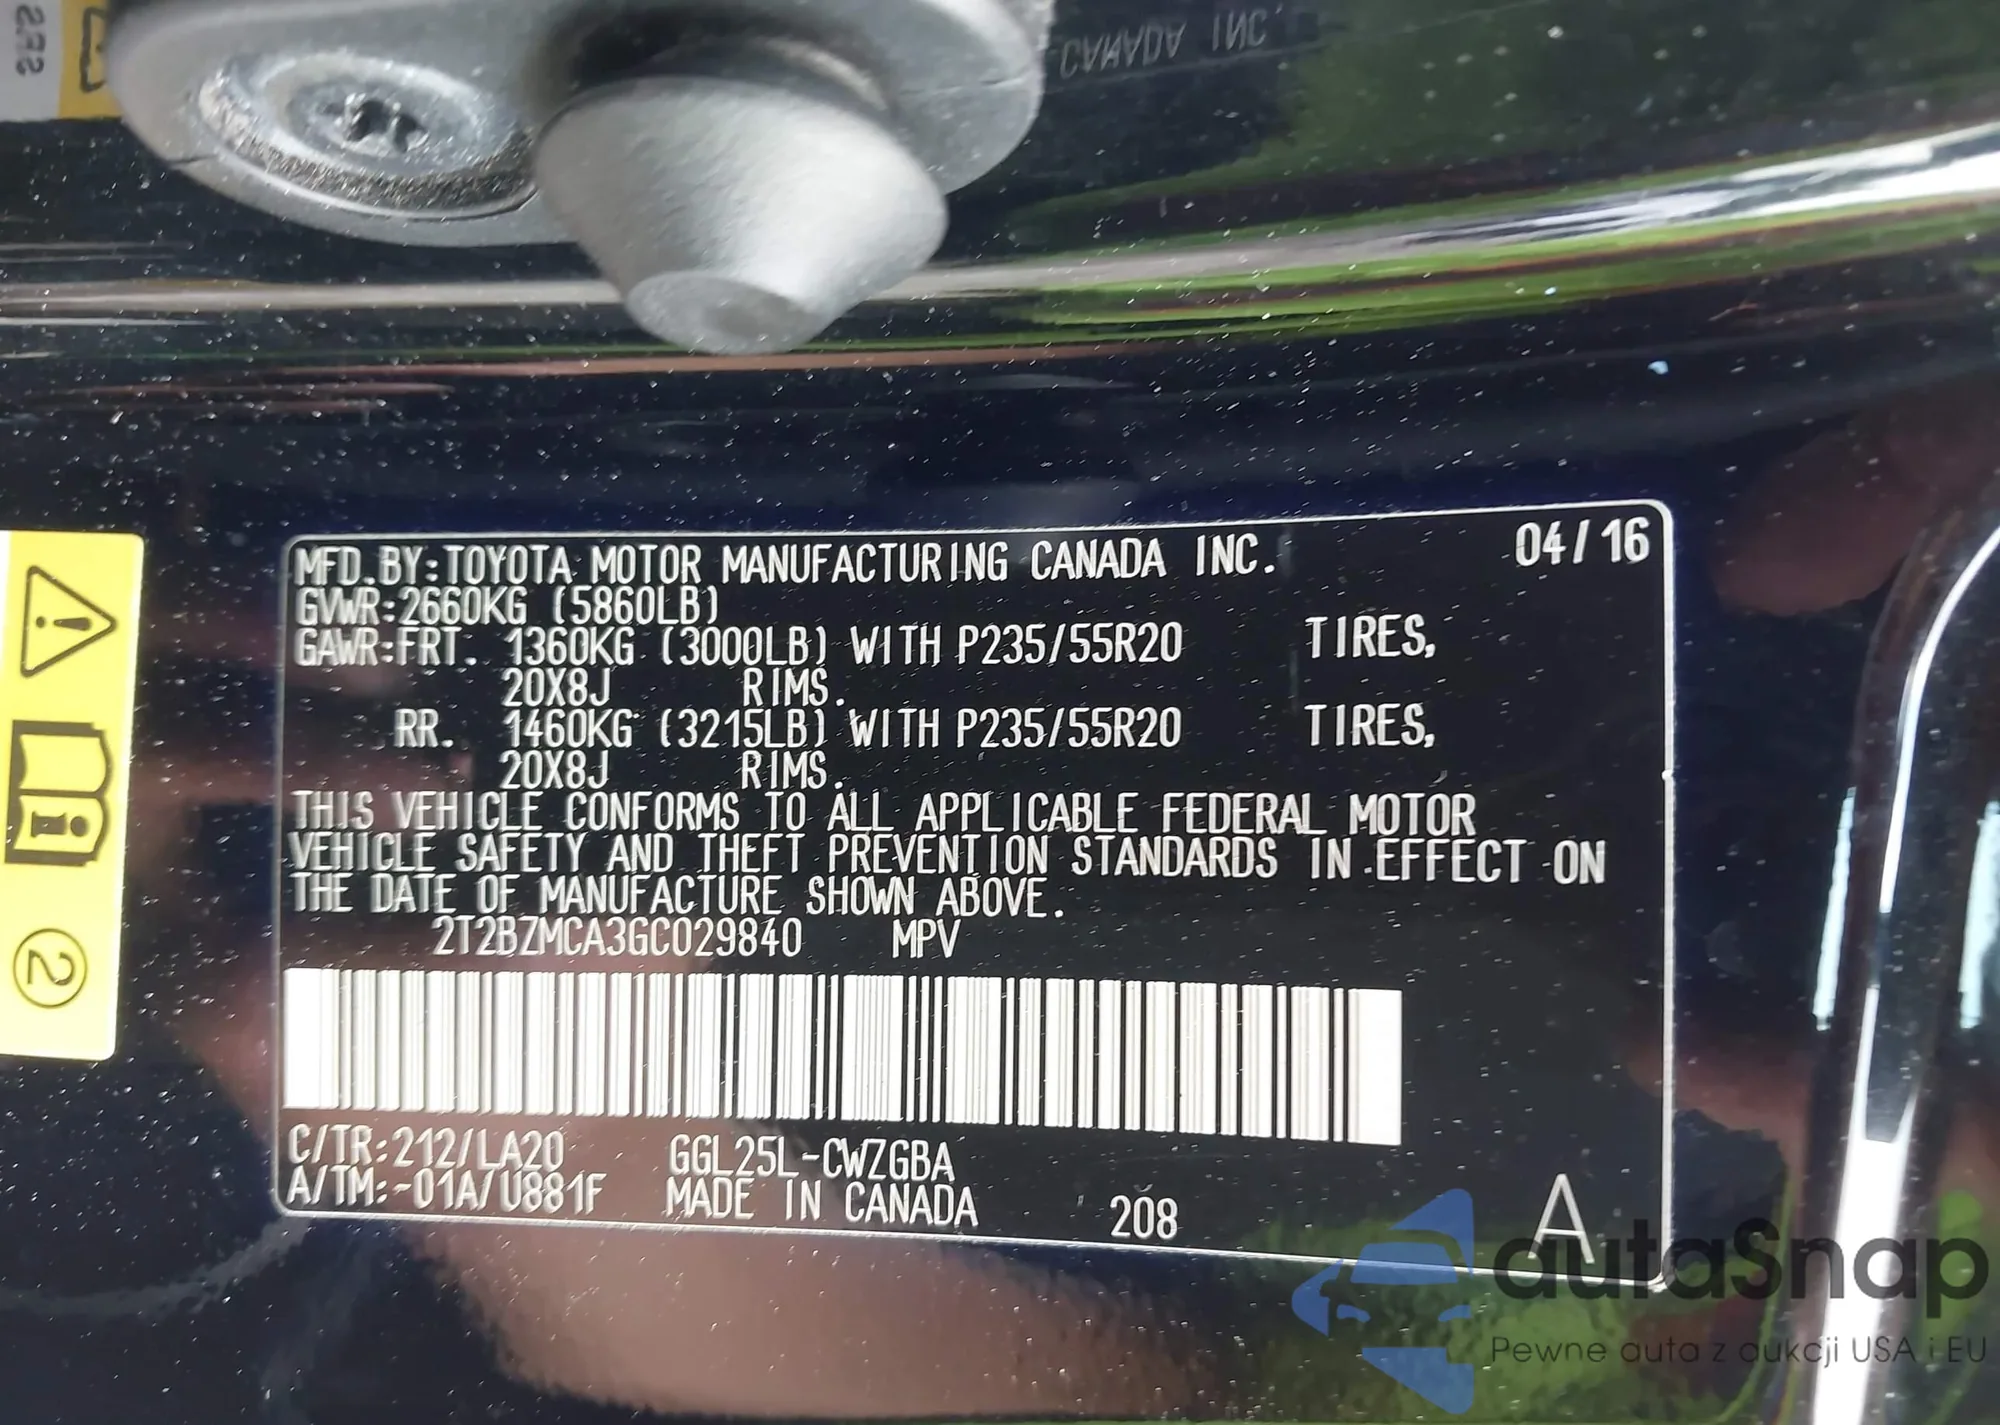 CANADA INC.
MFD.BY:TOYOTA MOTOR MANUFACTURING CANADA INC. 04/16
GVWR:2660KG (5860LB)
GAWR:FRT. 1360KG (3000LB) WITH P235/55R20 TIRES,
20X8J RIMS.
RR. 1460KG (3215LB) WITH P235/55R20 TIRES,
20X8J RIMS.
THIS VEHICLE CONFORMS TO ALL APPLICABLE FEDERAL MOTOR
VEHICLE SAFETY AND THEFT PREVENTION STANDARDS IN EFFECT ON
THE DATE OF MANUFACTURE SHOWN ABOVE.
2T2BZMCA3GC029840 MPV
C/TR:212/LA20 GGL25L-CWZGBA
A/TM:-01A/U881F MADE IN CANADA 208 A
2
autaSnap
Pewne auta z aukcji USA i EU